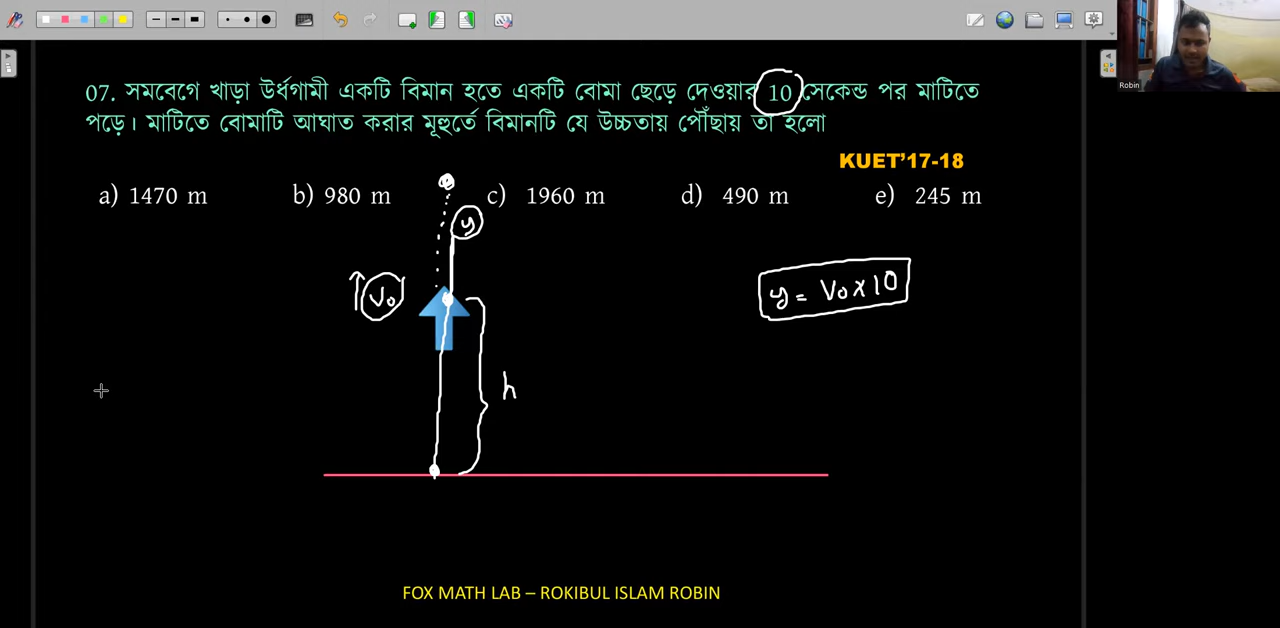 07. সমবেগে খাড়া উর্ধগামী একটি বিমান হতে একটি বোমা ছেড়ে দেওয়ার 10 সেকেন্ড পর মাটিতে
পড়ে। মাটিতে বোমাটি আঘাত করার মূহুর্তে বিমানটি যে উচ্চতায় পৌঁছায় তা হলো
KUET’17-18
a) 1470 m b) 980 m c) 1960 m d) 490 m e) 245 m
y
V₀
y = V₀ × 10
h
FOX MATH LAB – ROKIBUL ISLAM ROBIN
Robin